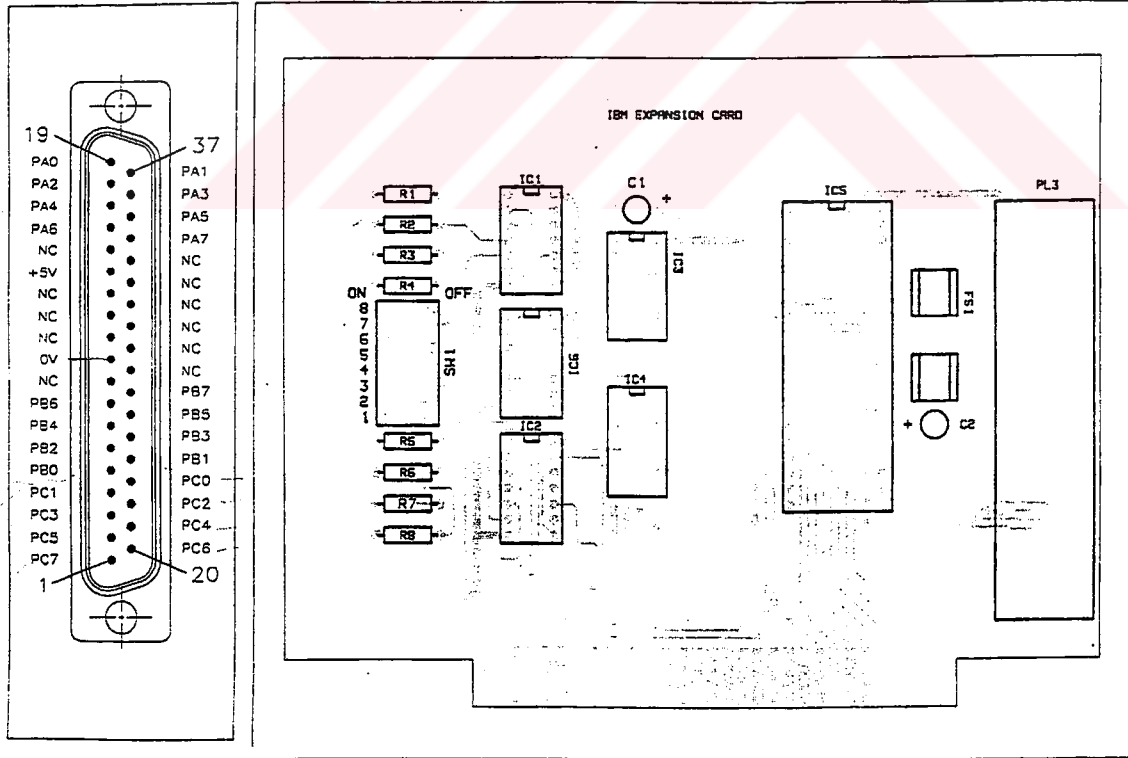 19
37
PA0
PA1
PA2
PA3
PA4
PA5
PA6
PA7
NC
NC
+5V
NC
NC
NC
NC
NC
NC
NC
0V
NC
NC
PB7
PB6
PB5
PB4
PB3
PB2
PB1
PB0
PC0
PC1
PC2
PC3
PC4
PC5
PC6
PC7
1
20
IBM EXPANSION CARD
R1
R2
R3
R4
ON
OFF
8
7
6
5
4
3
2
1
SW1
R5
R6
R7
R8
IC1
IC6
IC2
C1
+
IC3
IC4
IC5
FS1
+
C2
PL3